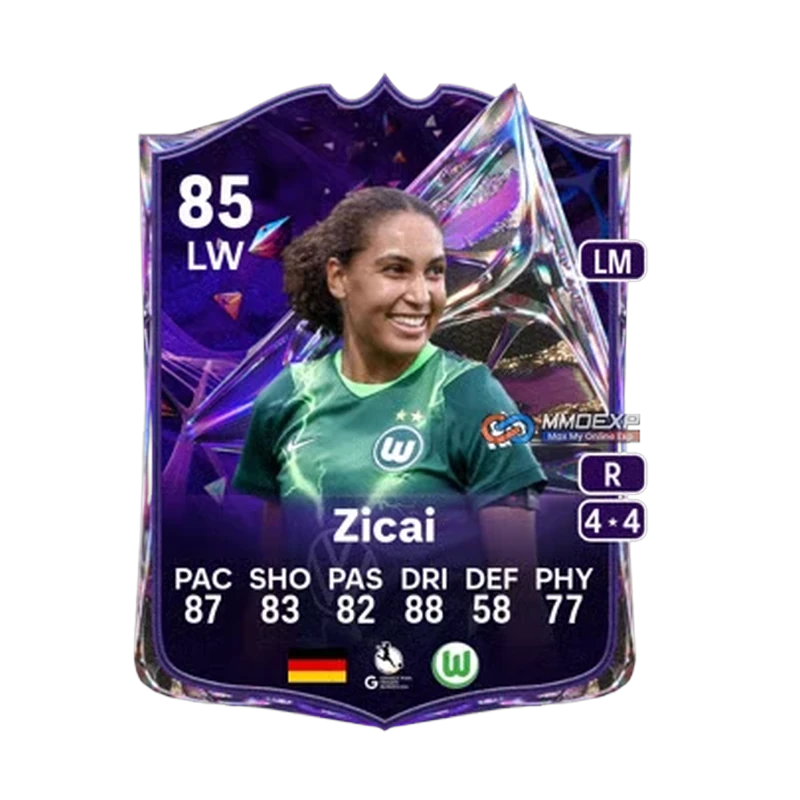 85
LW
LM
W
MMOEXP
Max My Online Exp
R
4★4
Zicai
PAC SHO PAS DRI DEF PHY
87 83 82 88 58 77
G
W